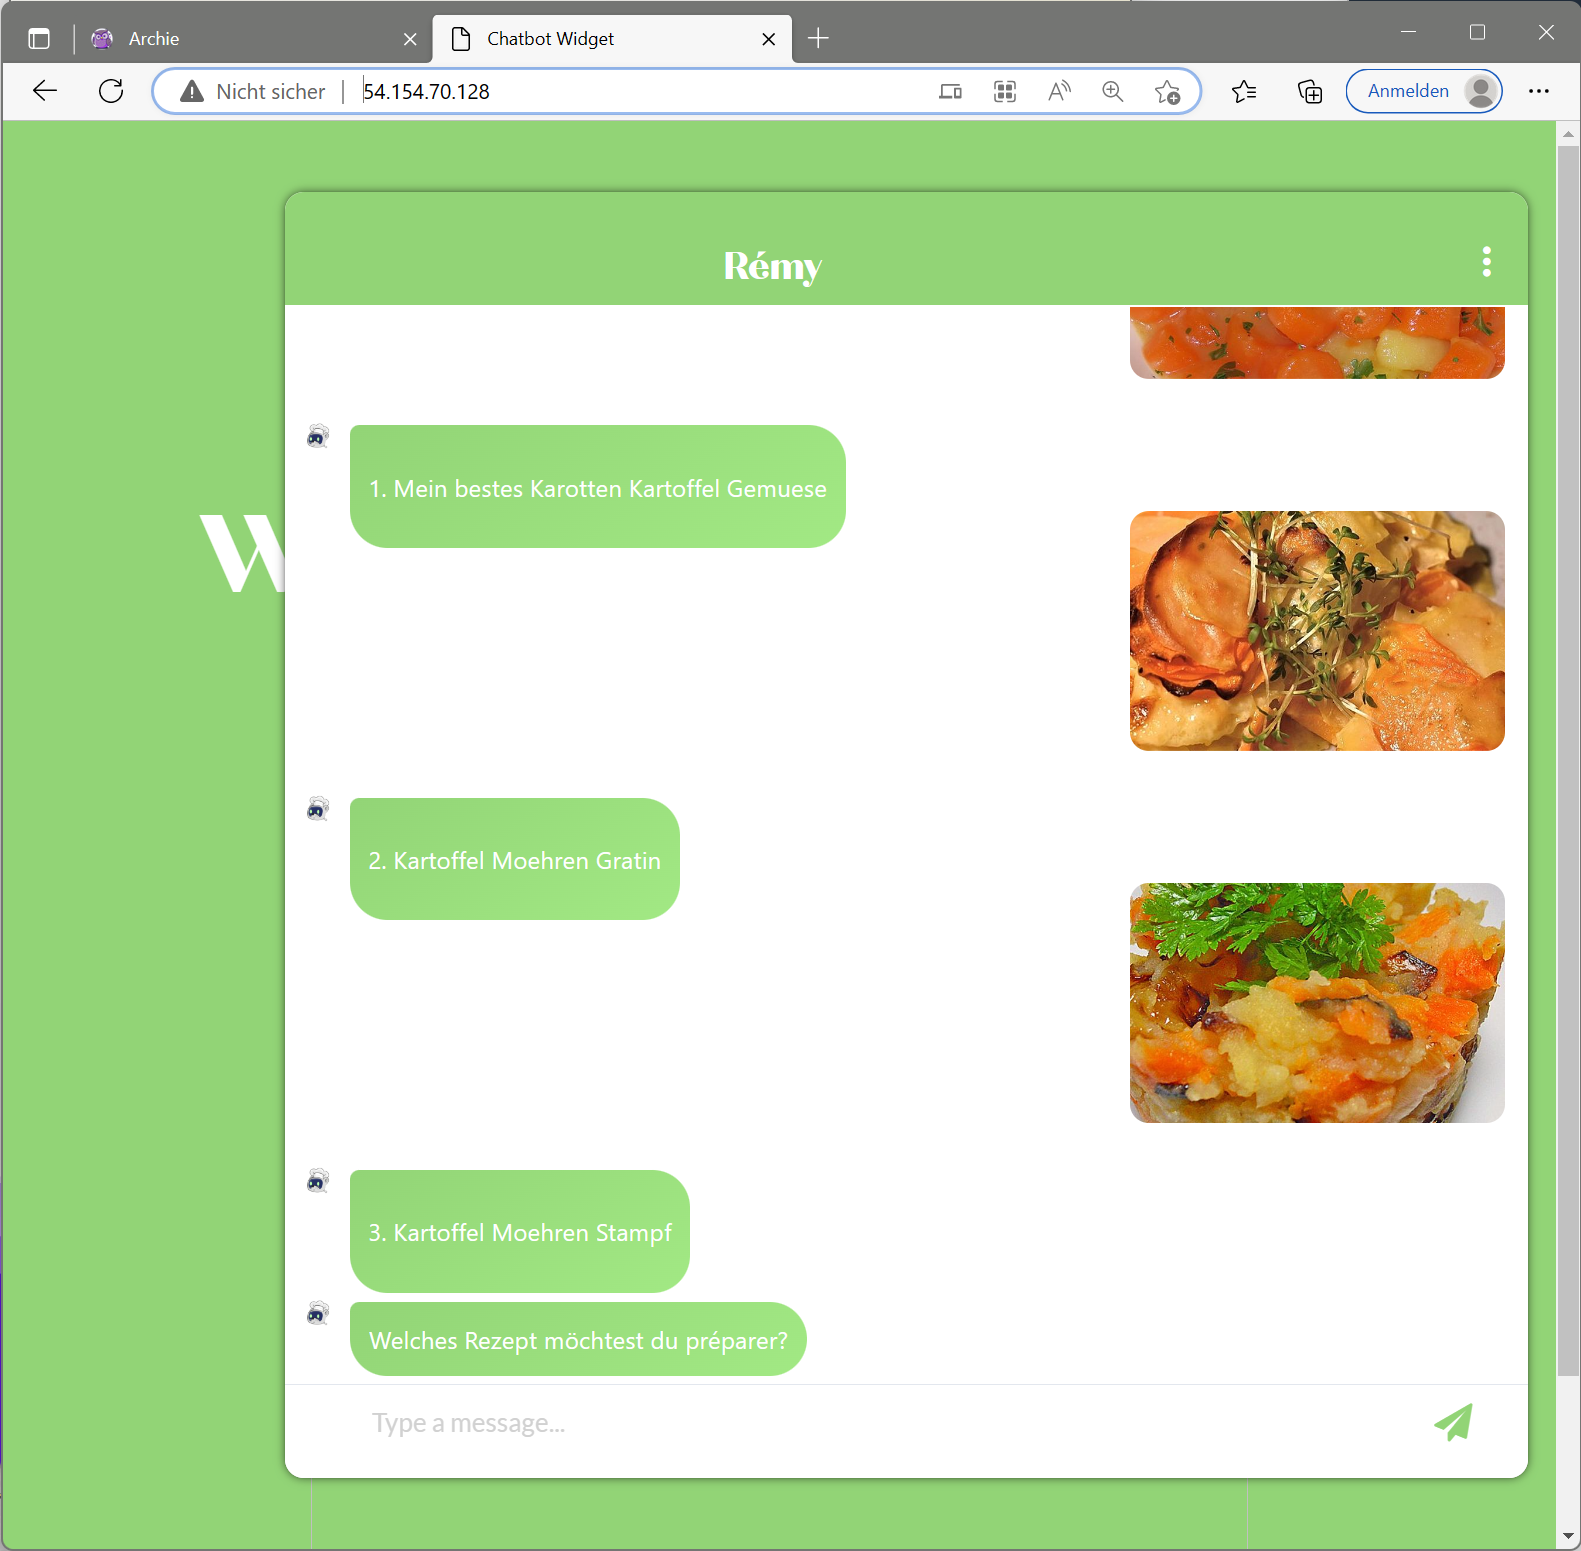 Archie
Chatbot Widget
Nicht sicher
54.154.70.128
Anmelden
Rémy
1. Mein bestes Karotten Kartoffel Gemuese
W
2. Kartoffel Moehren Gratin
3. Kartoffel Moehren Stampf
Welches Rezept möchtest du préparer?
Type a message...